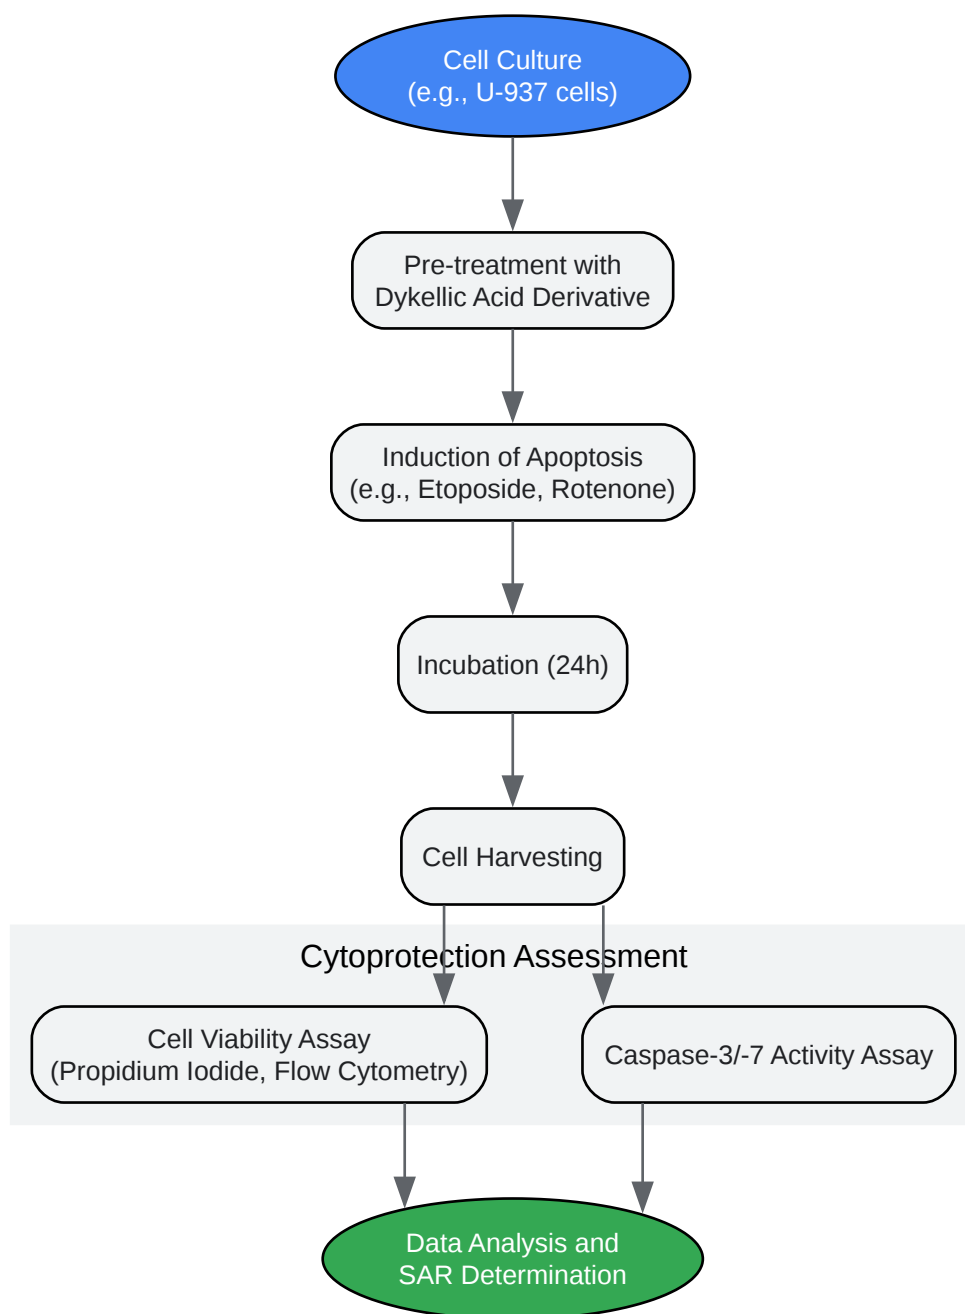 Cell Culture
(e.g., U-937 cells)
Pre-treatment with
Dykellic Acid Derivative
Induction of Apoptosis
(e.g., Etoposide, Rotenone)
Incubation (24h)
Cell Harvesting
Cytoprotection Assessment
Cell Viability Assay
(Propidium Iodide, Flow Cytometry)
Caspase-3/-7 Activity Assay
Data Analysis and
SAR Determination